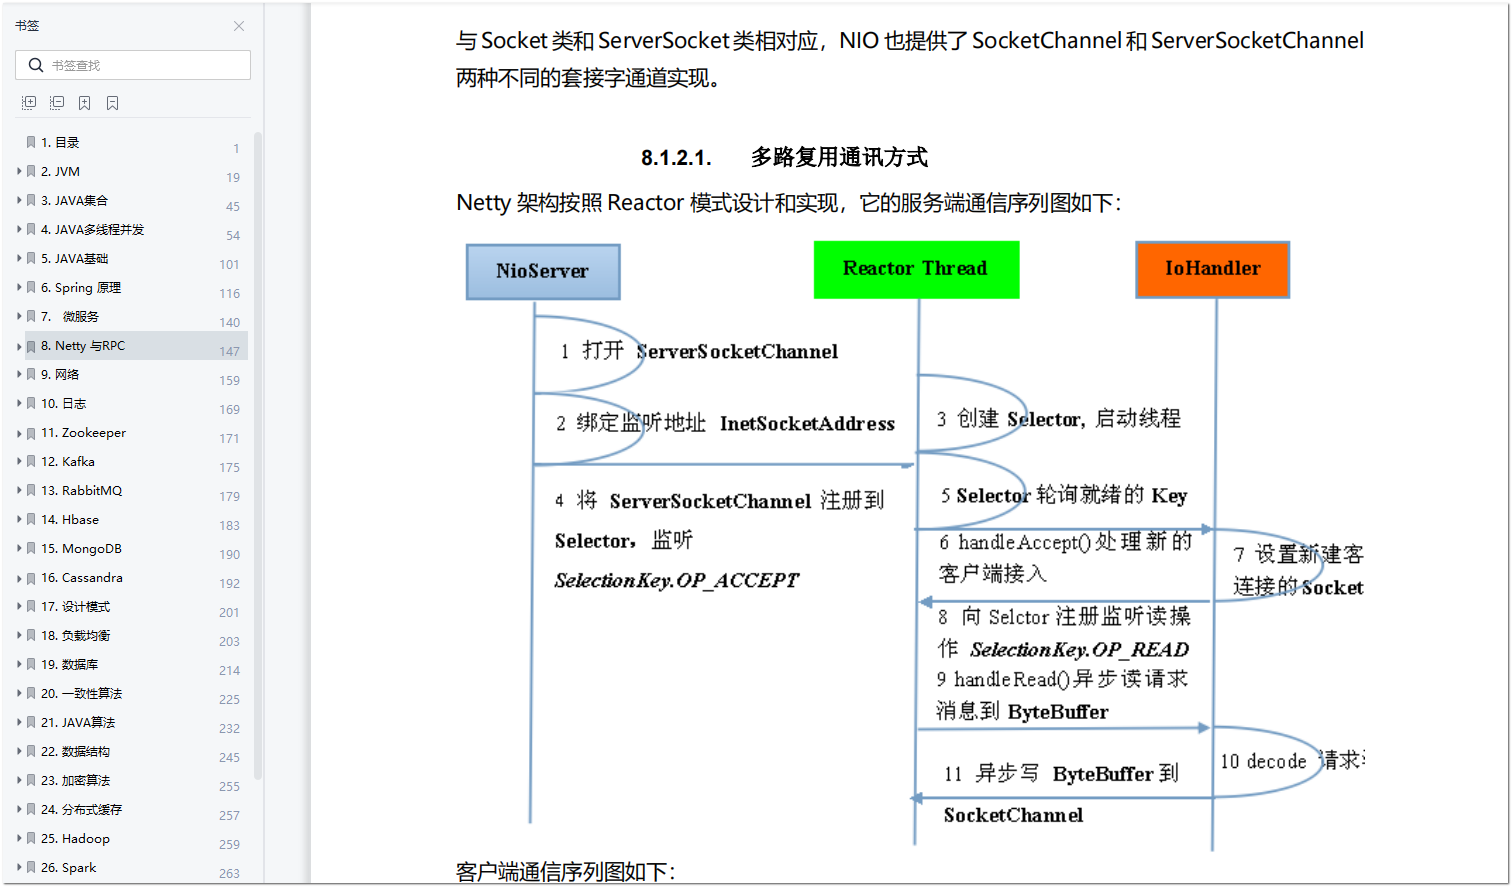 书签
书签查找
1. 目录 1
2. JVM 19
3. JAVA集合 45
4. JAVA多线程并发 54
5. JAVA基础 101
6. Spring 原理 116
7. 微服务 140
8. Netty 与RPC 147
9. 网络 159
10. 日志 169
11. Zookeeper 171
12. Kafka 175
13. RabbitMQ 179
14. Hbase 183
15. MongoDB 190
16. Cassandra 192
17. 设计模式 201
18. 负载均衡 203
19. 数据库 214
20. 一致性算法 225
21. JAVA算法 232
22. 数据结构 245
23. 加密算法 255
24. 分布式缓存 257
25. Hadoop 259
26. Spark 263
与 Socket 类和 ServerSocket 类相对应，NIO 也提供了 SocketChannel 和 ServerSocketChannel
两种不同的套接字通道实现。
8.1.2.1. 多路复用通讯方式
Netty 架构按照 Reactor 模式设计和实现，它的服务端通信序列图如下：
NioServer
Reactor Thread
IoHandler
1 打开 ServerSocketChannel
2 绑定监听地址 InetSocketAddress
3 创建 Selector, 启动线程
4 将 ServerSocketChannel 注册到
Selector，监听
SelectionKey.OP_ACCEPT
5 Selector 轮询就绪的 Key
6 handleAccept()处理新的
客户端接入
7 设置新建客
连接的 Socket
8 向 Selctor 注册监听读操
作 SelectionKey.OP_READ
9 handleRead()异步读请求
消息到 ByteBuffer
10 decode 请求
11 异步写 ByteBuffer 到
SocketChannel
客户端通信序列图如下：